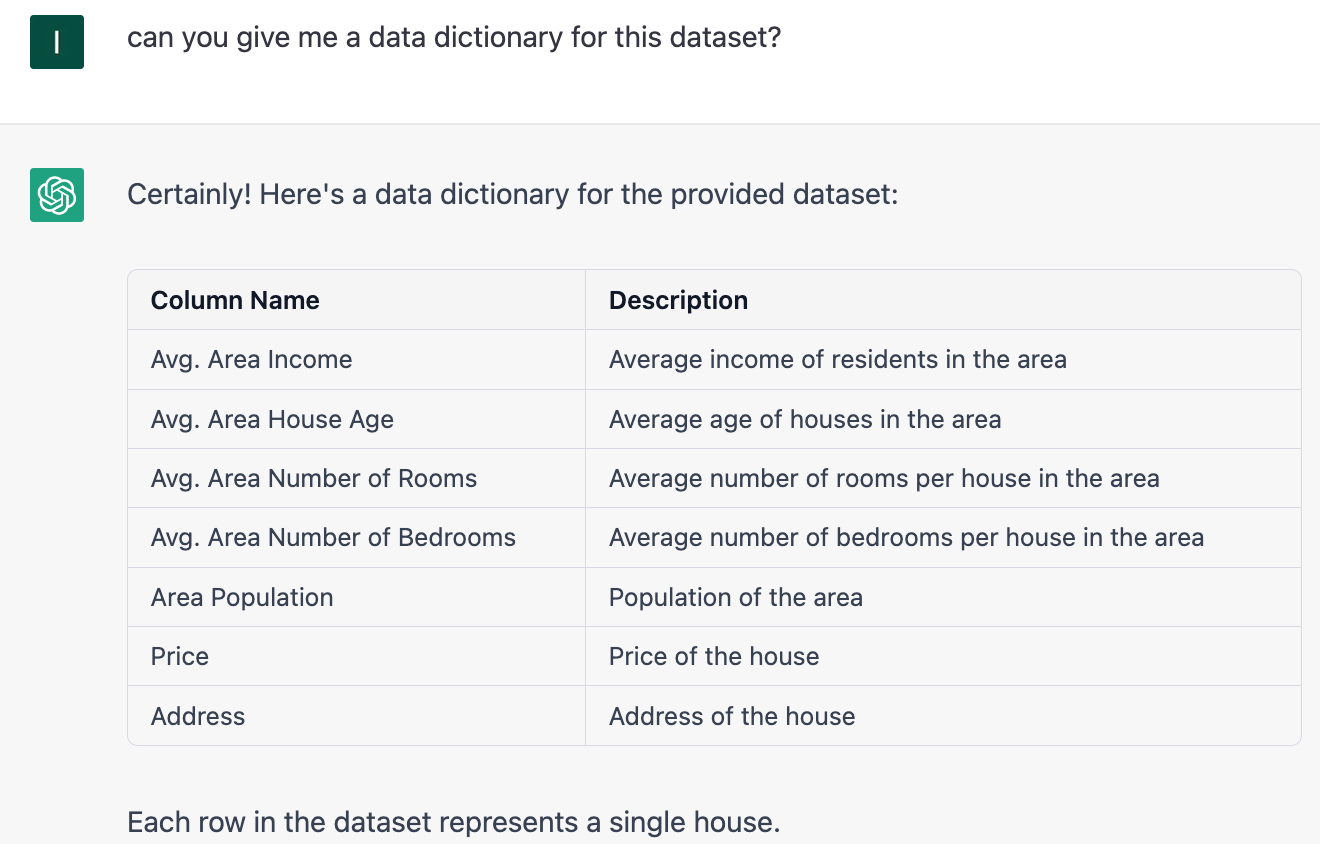 I
can you give me a data dictionary for this dataset?
Certainly! Here's a data dictionary for the provided dataset:
Column Name Description
Avg. Area Income Average income of residents in the area
Avg. Area House Age Average age of houses in the area
Avg. Area Number of Rooms Average number of rooms per house in the area
Avg. Area Number of Bedrooms Average number of bedrooms per house in the area
Area Population Population of the area
Price Price of the house
Address Address of the house
Each row in the dataset represents a single house.